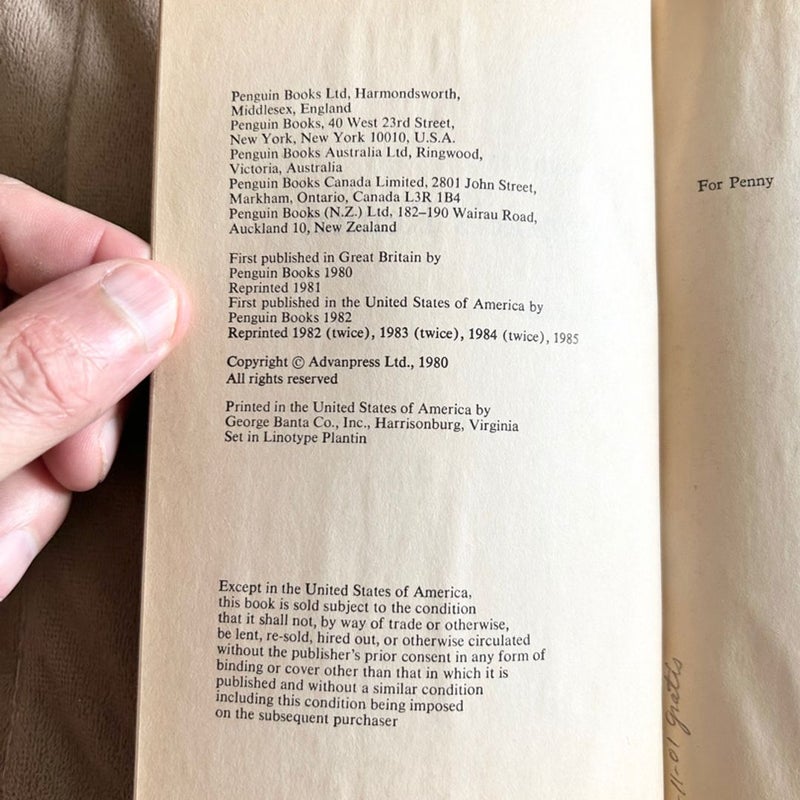 Penguin Books Ltd, Harmondsworth,
Middlesex, England
Penguin Books, 40 West 23rd Street,
New York, New York 10010, U.S.A.
Penguin Books Australia Ltd, Ringwood,
Victoria, Australia
Penguin Books Canada Limited, 2801 John Street,
Markham, Ontario, Canada L3R 1B4
Penguin Books (N.Z.) Ltd, 182–190 Wairau Road,
Auckland 10, New Zealand
First published in Great Britain by
Penguin Books 1980
Reprinted 1981
First published in the United States of America by
Penguin Books 1982
Reprinted 1982 (twice), 1983 (twice), 1984 (twice), 1985
Copyright © Advanpress Ltd., 1980
All rights reserved
Printed in the United States of America by
George Banta Co., Inc., Harrisonburg, Virginia
Set in Linotype Plantin
Except in the United States of America,
this book is sold subject to the condition
that it shall not, by way of trade or otherwise,
be lent, re-sold, hired out, or otherwise circulated
without the publisher's prior consent in any form of
binding or cover other than that in which it is
published and without a similar condition
including this condition being imposed
on the subsequent purchaser
For Penny
-11-01 gratis